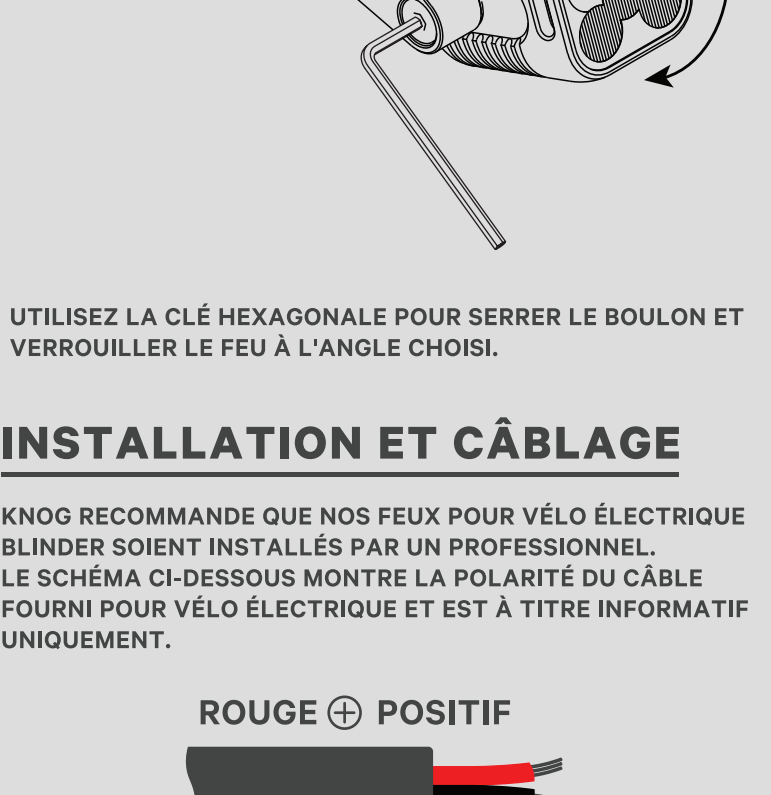 UTILISEZ LA CLÉ HEXAGONALE POUR SERRER LE BOULON ET
VERROUILLER LE FEU À L'ANGLE CHOISI.
INSTALLATION ET CÂBLAGE
KNOG RECOMMANDE QUE NOS FEUX POUR VÉLO ÉLECTRIQUE
BLINDER SOIENT INSTALLÉS PAR UN PROFESSIONNEL.
LE SCHÉMA CI-DESSOUS MONTRE LA POLARITÉ DU CÂBLE
FOURNI POUR VÉLO ÉLECTRIQUE ET EST À TITRE INFORMATIF
UNIQUEMENT.
ROUGE ⊕ POSITIF